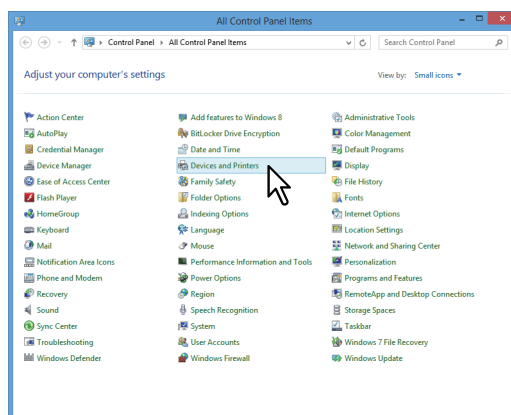 All Control Panel Items
Control Panel All Control Panel Items Search Control Panel
Adjust your computer's settings View by: Small icons
Action Center Add features to Windows 8 Administrative Tools
AutoPlay BitLocker Drive Encryption Color Management
Credential Manager Date and Time Default Programs
Device Manager Devices and Printers Display
Ease of Access Center Family Safety File History
Flash Player Folder Options Fonts
HomeGroup Indexing Options Internet Options
Keyboard Language Location Settings
Mail Mouse Network and Sharing Center
Notification Area Icons Performance Information and Tools Personalization
Phone and Modem Power Options Programs and Features
Recovery Region RemoteApp and Desktop Connections
Sound Speech Recognition Storage Spaces
Sync Center System Taskbar
Troubleshooting User Accounts Windows 7 File Recovery
Windows Defender Windows Firewall Windows Update